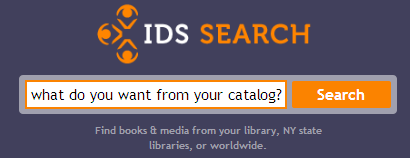 IDS SEARCH
what do you want from your catalog?
Search
Find books & media from your library, NY state
libraries, or worldwide.